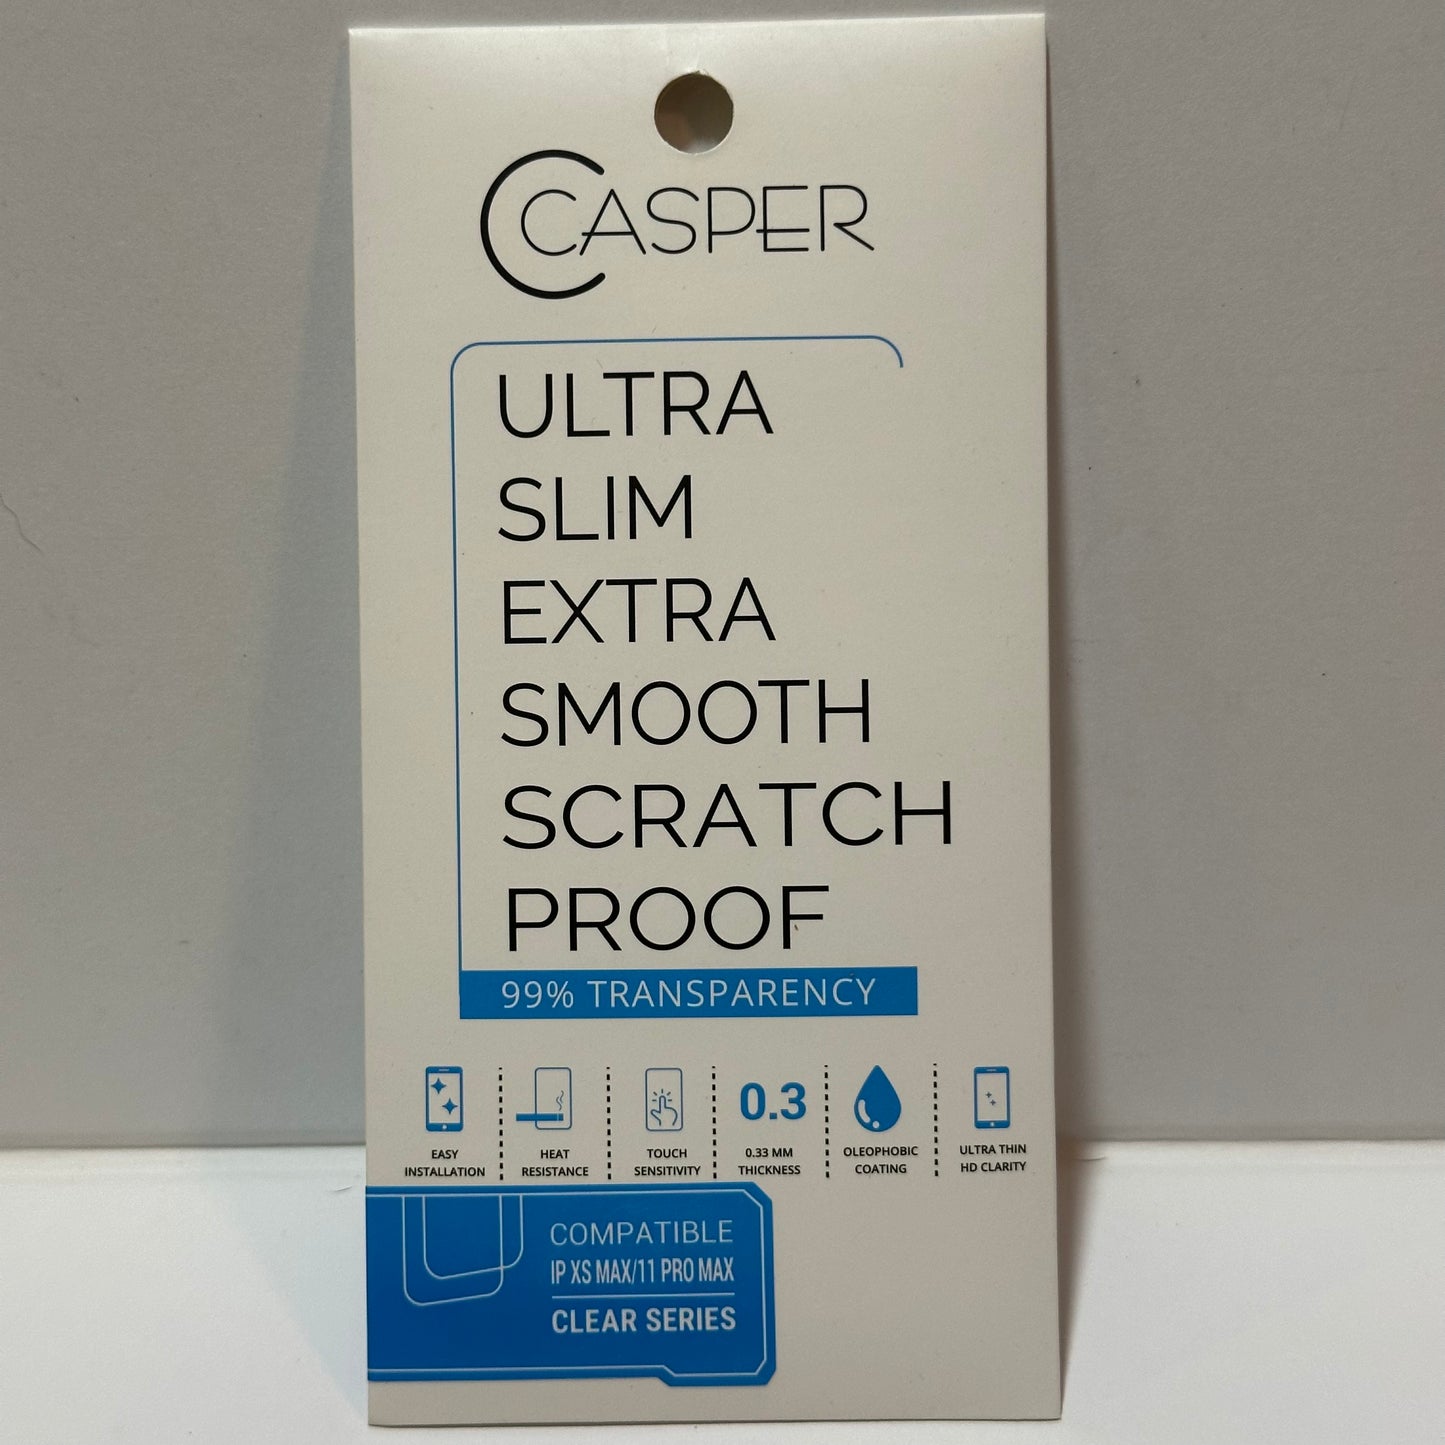 CASPER
ULTRA
SLIM
EXTRA
SMOOTH
SCRATCH
PROOF
99% TRANSPARENCY
EASY
INSTALLATION
HEAT
RESISTANCE
TOUCH
SENSITIVITY
0.3
0.33 MM
THICKNESS
OLEOPHOBIC
COATING
ULTRA THIN
HD CLARITY
COMPATIBLE
IP XS MAX/11 PRO MAX
CLEAR SERIES